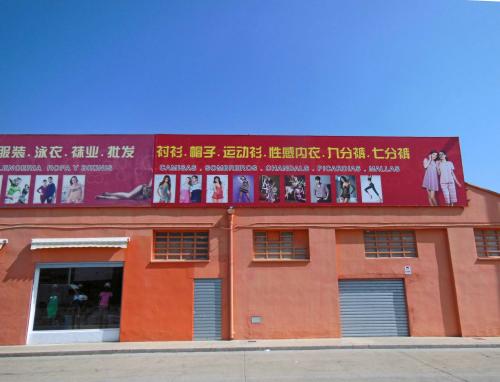 服装．泳衣．袜业．批发
LENCERIA ROPA Y BIKINIS
衬衫．帽子．运动衫．性感内衣．九分裤．七分裤
CAMISAS . SOMBREROS . CHANDALS . PICARDIAS . MALLAS